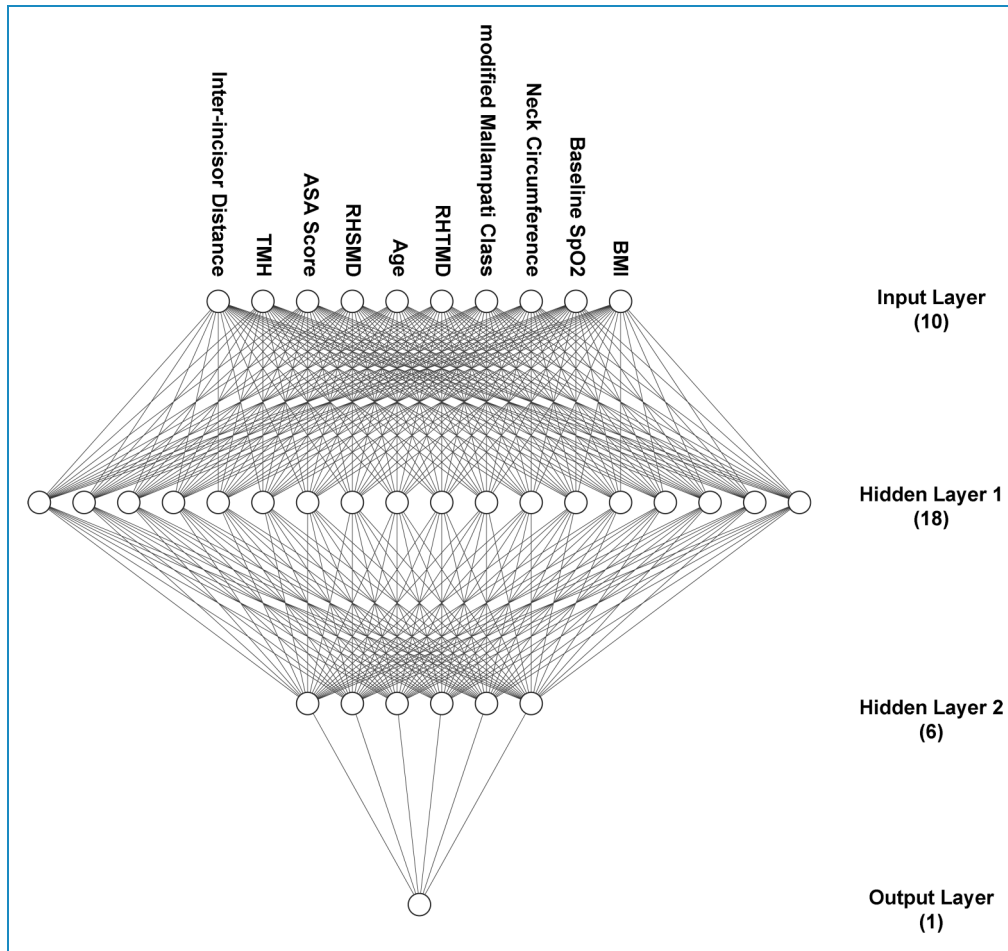 Inter-incisor Distance
TMH
ASA Score
RHSMD
Age
RHTMD
modified Mallampati Class
Neck Circumference
Baseline SpO2
BMI
Input Layer
(10)
Hidden Layer 1
(18)
Hidden Layer 2
(6)
Output Layer
(1)